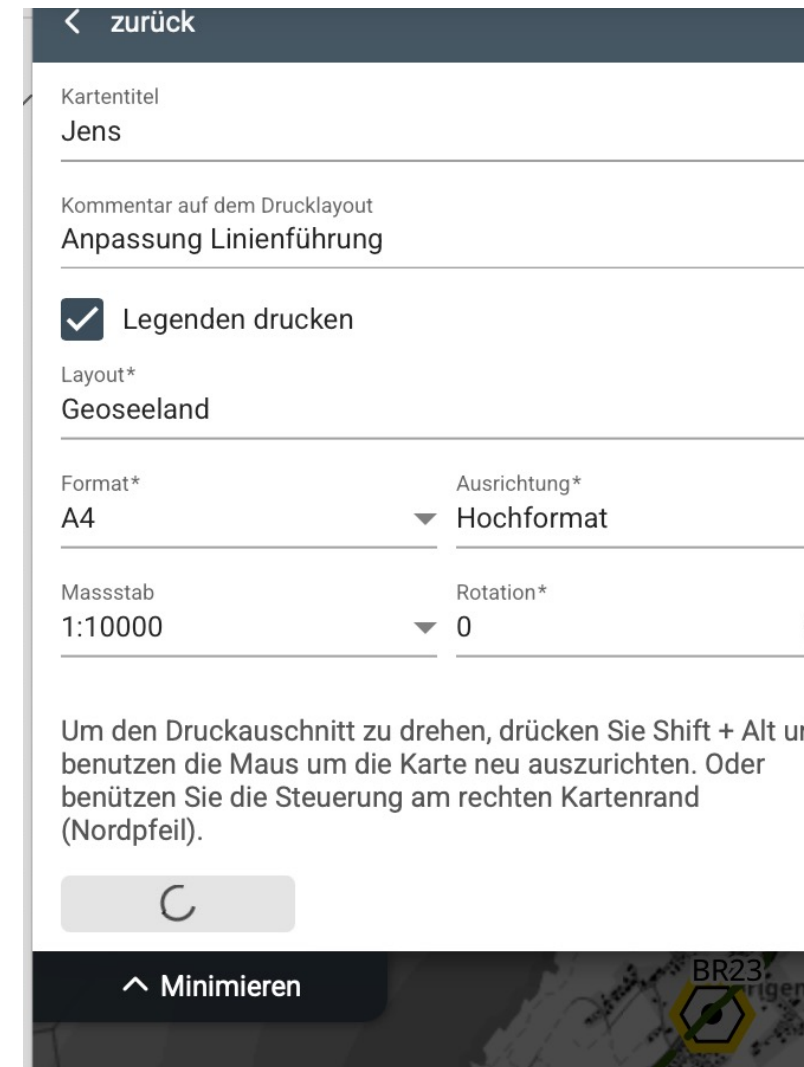 zurück
Kartentitel
Jens
Kommentar auf dem Drucklayout
Anpassung Linienführung
Legenden drucken
Layout*
Geoseeland
Format*
Ausrichtung*
A4
Hochformat
Massstab
Rotation*
1:10000
0
Um den Druckauschnitt zu drehen, drücken Sie Shift + Alt
benutzen die Maus um die Karte neu auszurichten. Oder
benützen Sie die Steuerung am rechten Kartenrand
(Nordpfeil).
Minimieren
BR23